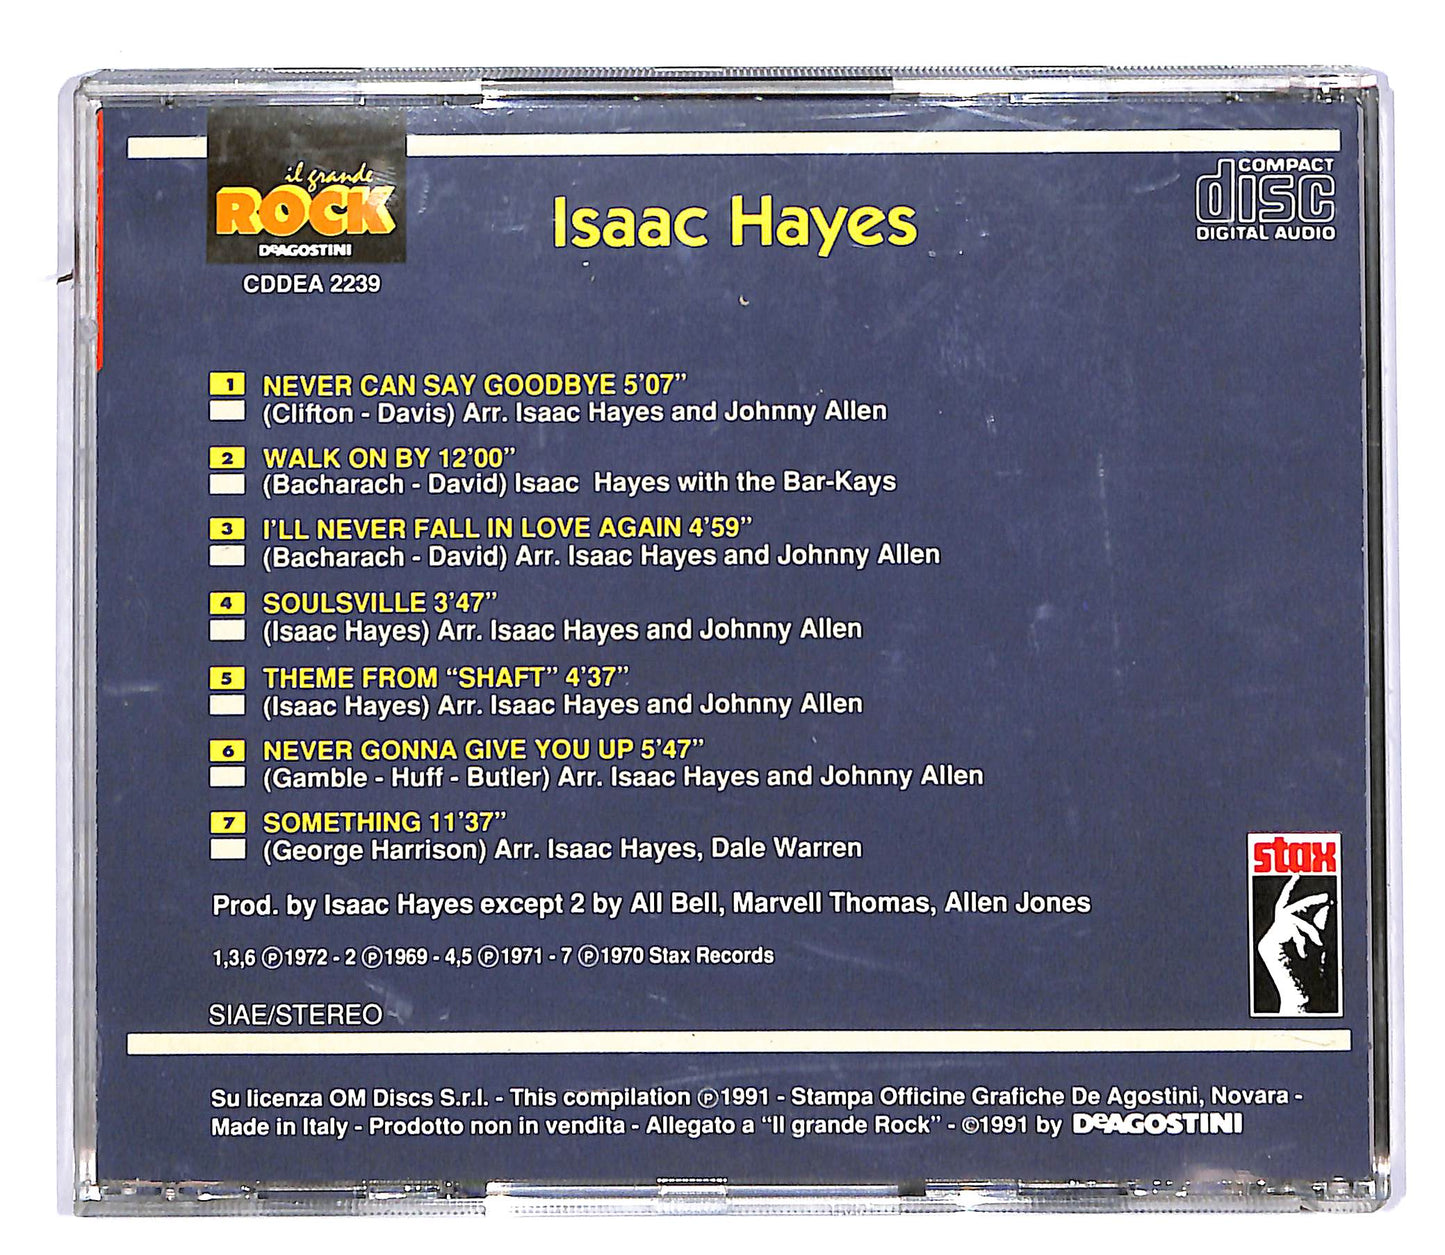 il grande
ROCK
DeAGOSTINI
CDDEA 2239
Isaac Hayes
COMPACT
disc
DIGITAL AUDIO
1 NEVER CAN SAY GOODBYE 5'07"
(Clifton - Davis) Arr. Isaac Hayes and Johnny Allen
2 WALK ON BY 12'00"
(Bacharach - David) Isaac Hayes with the Bar-Kays
3 I'LL NEVER FALL IN LOVE AGAIN 4'59"
(Bacharach - David) Arr. Isaac Hayes and Johnny Allen
4 SOULSVILLE 3'47"
(Isaac Hayes) Arr. Isaac Hayes and Johnny Allen
5 THEME FROM "SHAFT" 4'37"
(Isaac Hayes) Arr. Isaac Hayes and Johnny Allen
6 NEVER GONNA GIVE YOU UP 5'47"
(Gamble - Huff - Butler) Arr. Isaac Hayes and Johnny Allen
7 SOMETHING 11'37"
(George Harrison) Arr. Isaac Hayes, Dale Warren
Prod. by Isaac Hayes except 2 by All Bell, Marvell Thomas, Allen Jones
1,3,6 ℗1972 - 2 ℗1969 - 4,5 ℗1971 - 7 ℗1970 Stax Records
SIAE/STEREO
stax
Su licenza OM Discs S.r.l. - This compilation ℗1991 - Stampa Officine Grafiche De Agostini, Novara -
Made in Italy - Prodotto non in vendita - Allegato a "Il grande Rock" - ©1991 by DeAGOSTINI